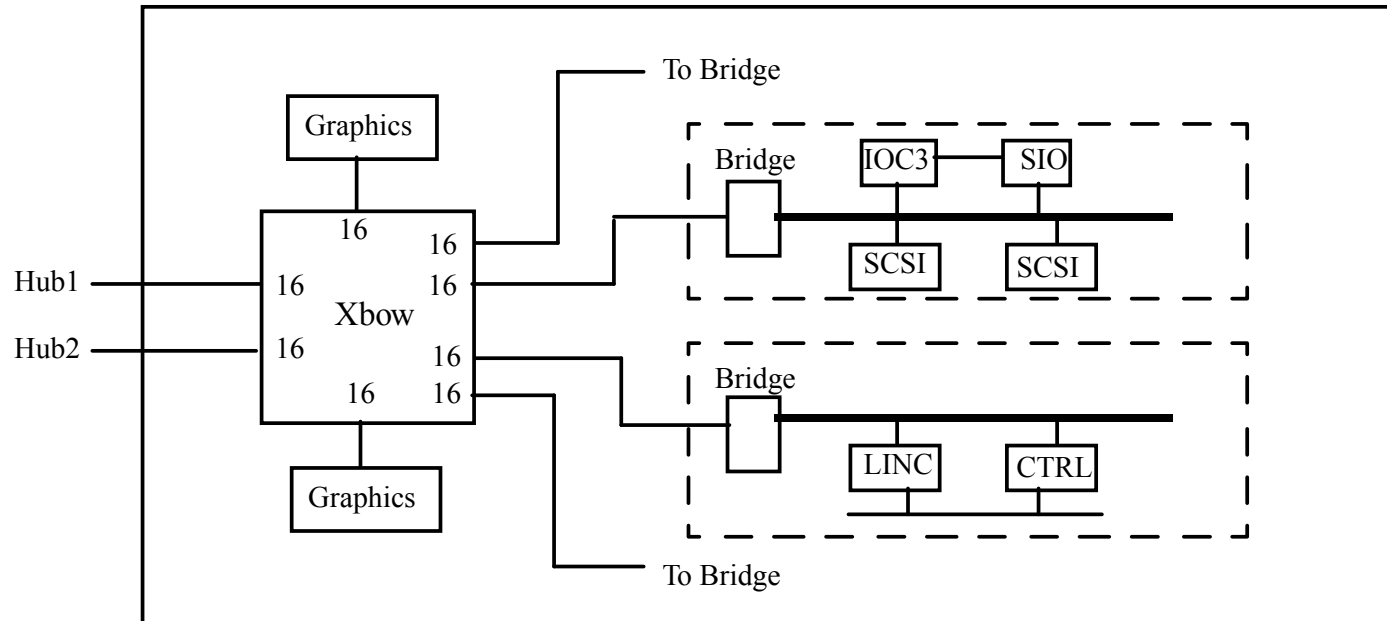 To Bridge
Graphics
Bridge
IOC3
SIO
16
16
Hub1
16
16
SCSI
SCSI
Xbow
Hub2
16
16
Bridge
16
16
LINC
CTRL
Graphics
To Bridge